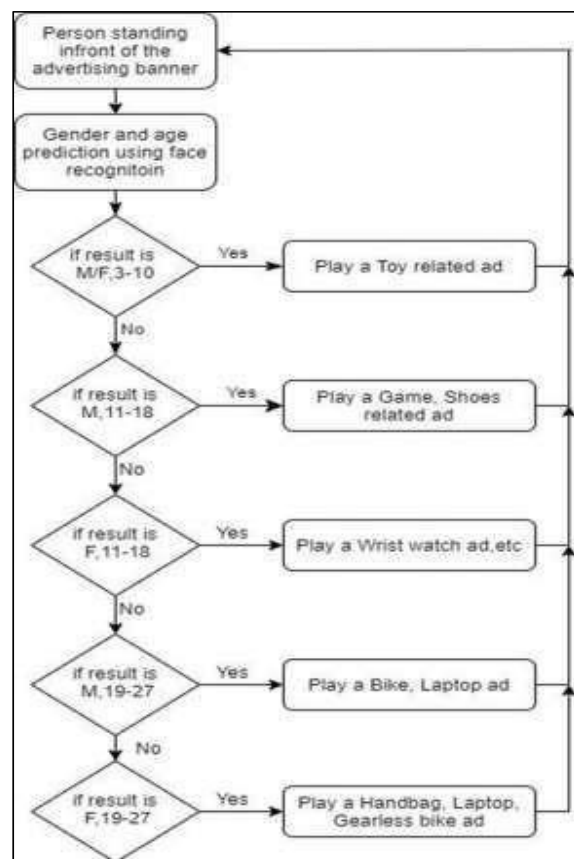 Person standing
infront of the
advertising banner
Gender and age
prediction using face
recognitoin
if result is
M/F,3-10
Yes
Play a Toy related ad
No
if result is
M,11-18
Yes
Play a Game, Shoes
related ad
No
if result is
F,11-18
Yes
Play a Wrist watch ad,etc
No
if result is
M,19-27
Yes
Play a Bike, Laptop ad
No
if result is
F,19-27
Yes
Play a Handbag, Laptop,
Gearless bike ad